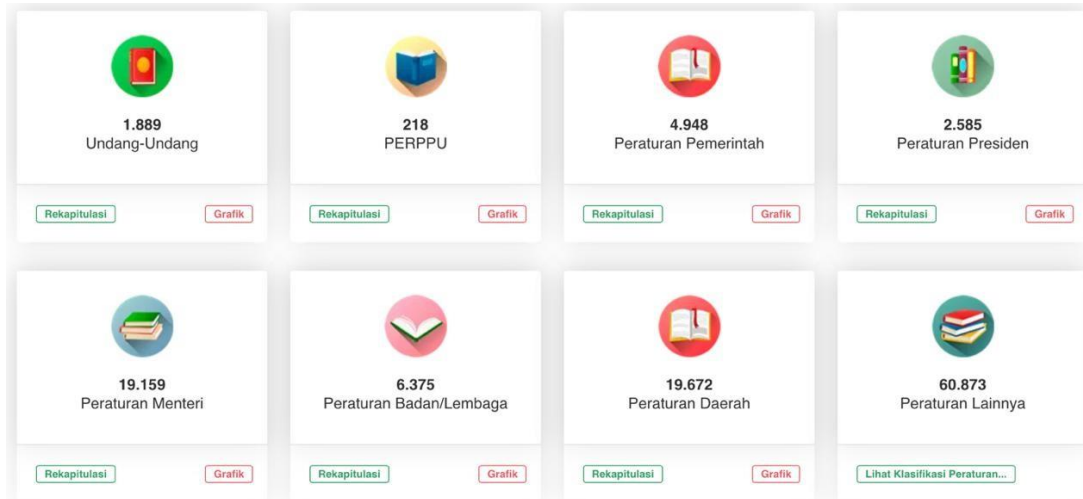 1.889
Undang-Undang
Rekapitulasi
Grafik
218
PERPPU
Rekapitulasi
Grafik
4.948
Peraturan Pemerintah
Rekapitulasi
Grafik
2.585
Peraturan Presiden
Rekapitulasi
Grafik
19.159
Peraturan Menteri
Rekapitulasi
Grafik
6.375
Peraturan Badan/Lembaga
Rekapitulasi
Grafik
19.672
Peraturan Daerah
Rekapitulasi
Grafik
60.873
Peraturan Lainnya
Lihat Klasifikasi Peraturan...